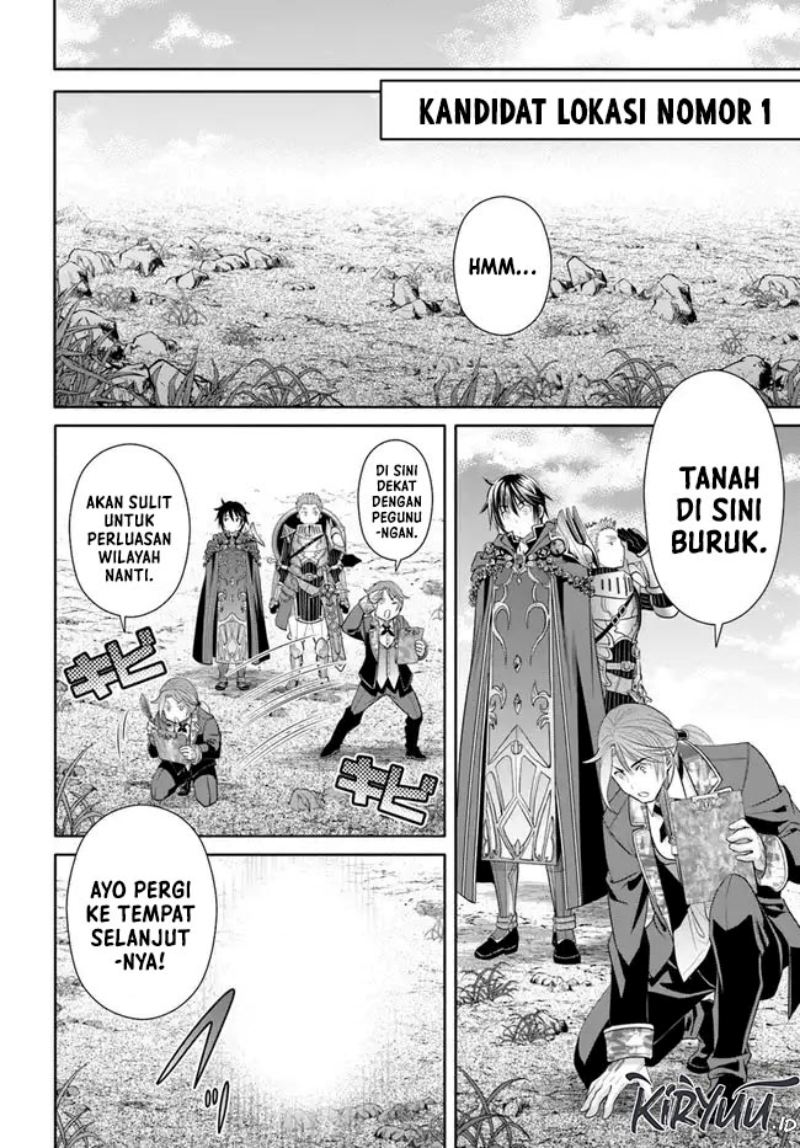 KANDIDAT LOKASI NOMOR 1
HMM...
TANAH
DI SINI
BURUK.
DI SINI
DEKAT
DENGAN
PEGUNU
-NGAN.
AKAN SULIT
UNTUK
PERLUASAN
WILAYAH
NANTI.
キビ
キビ
AYO PERGI
KE TEMPAT
SELANJUT
-NYA!
KIRYUU.ID